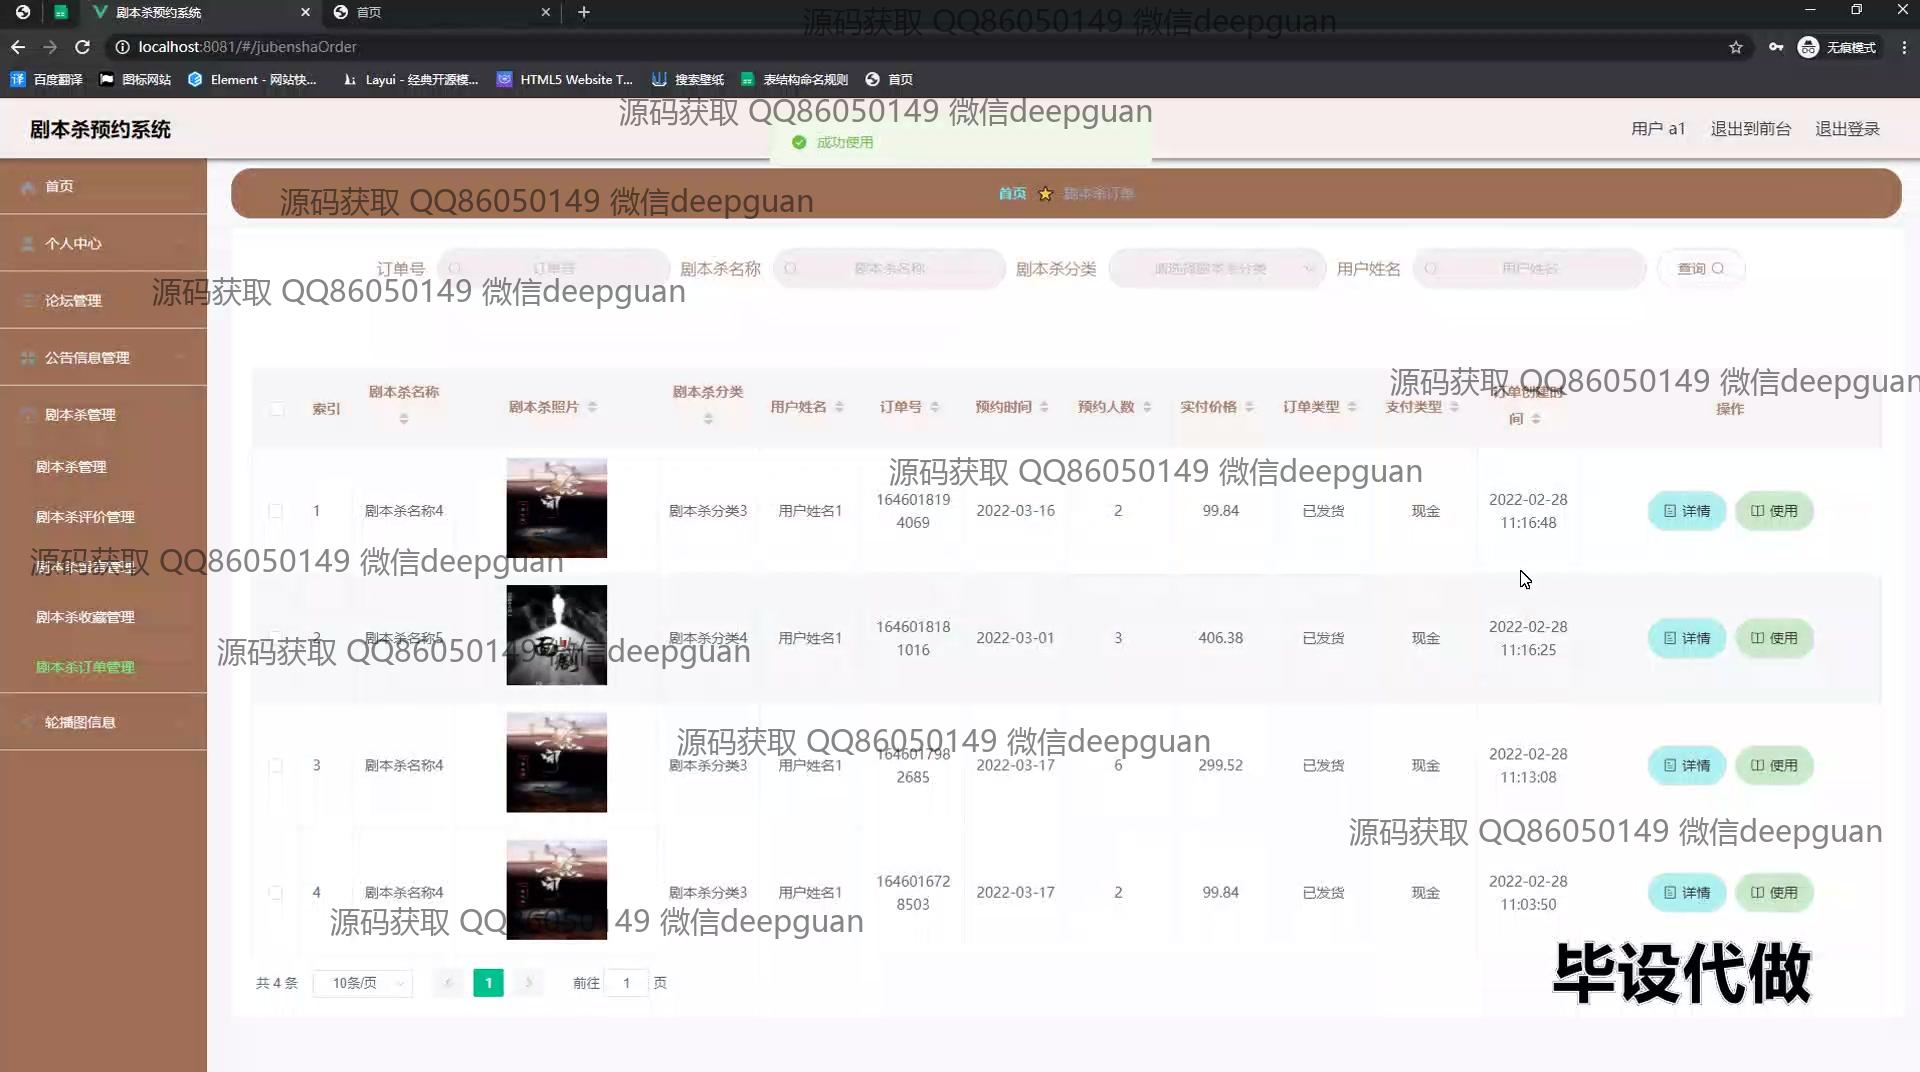 剧本杀预约系统
首页
localhost:8081/#/jubenshaOrder
无痕模式
百度翻译
图标网站
Element - 网站快...
Layui - 经典开源模...
HTML5 Website T...
搜索壁纸
表结构命名规则
首页
源码获取 QQ86050149 微信deepguan
源码获取 QQ86050149 微信deepguan
剧本杀预约系统
成功使用
用户 a1
退出到前台
退出登录
首页
源码获取 QQ86050149 微信deepguan
首页 剧本杀订单
个人中心
订单号 订单号
剧本杀名称 剧本杀名称
剧本杀分类 请选择剧本杀分类
用户姓名 用户姓名
查询
源码获取 QQ86050149 微信deepguan
论坛管理
公告信息管理
剧本杀管理
剧本杀管理
剧本杀评价管理
剧本杀收藏管理
剧本杀订单管理
轮播图信息
源码获取 QQ86050149 微信deepguan
索引 剧本杀名称 剧本杀照片 剧本杀分类 用户姓名 订单号 预约时间 预约人数 实付价格 订单类型 支付类型 订单创建时间 操作
源码获取 QQ86050149 微信deepguan
1 剧本杀名称4 剧本杀分类3 用户姓名1 1646018194069 2022-03-16 2 99.84 已发货 现金 2022-02-28 11:16:48 详情 使用
源码获取 QQ86050149 微信deepguan
2 剧本杀名称5 剧本杀分类4 用户姓名1 1646018181016 2022-03-01 3 406.38 已发货 现金 2022-02-28 11:16:25 详情 使用
源码获取 QQ86050149 微信deepguan
源码获取 QQ86050149 微信deepguan
3 剧本杀名称4 剧本杀分类3 用户姓名1 1646017982685 2022-03-17 6 299.52 已发货 现金 2022-02-28 11:13:08 详情 使用
源码获取 QQ86050149 微信deepguan
4 剧本杀名称4 剧本杀分类3 用户姓名1 1646016728503 2022-03-17 2 99.84 已发货 现金 2022-02-28 11:03:50 详情 使用
源码获取 QQ86050149 微信deepguan
共 4 条 10条/页 1 前往 1 页
毕设代做